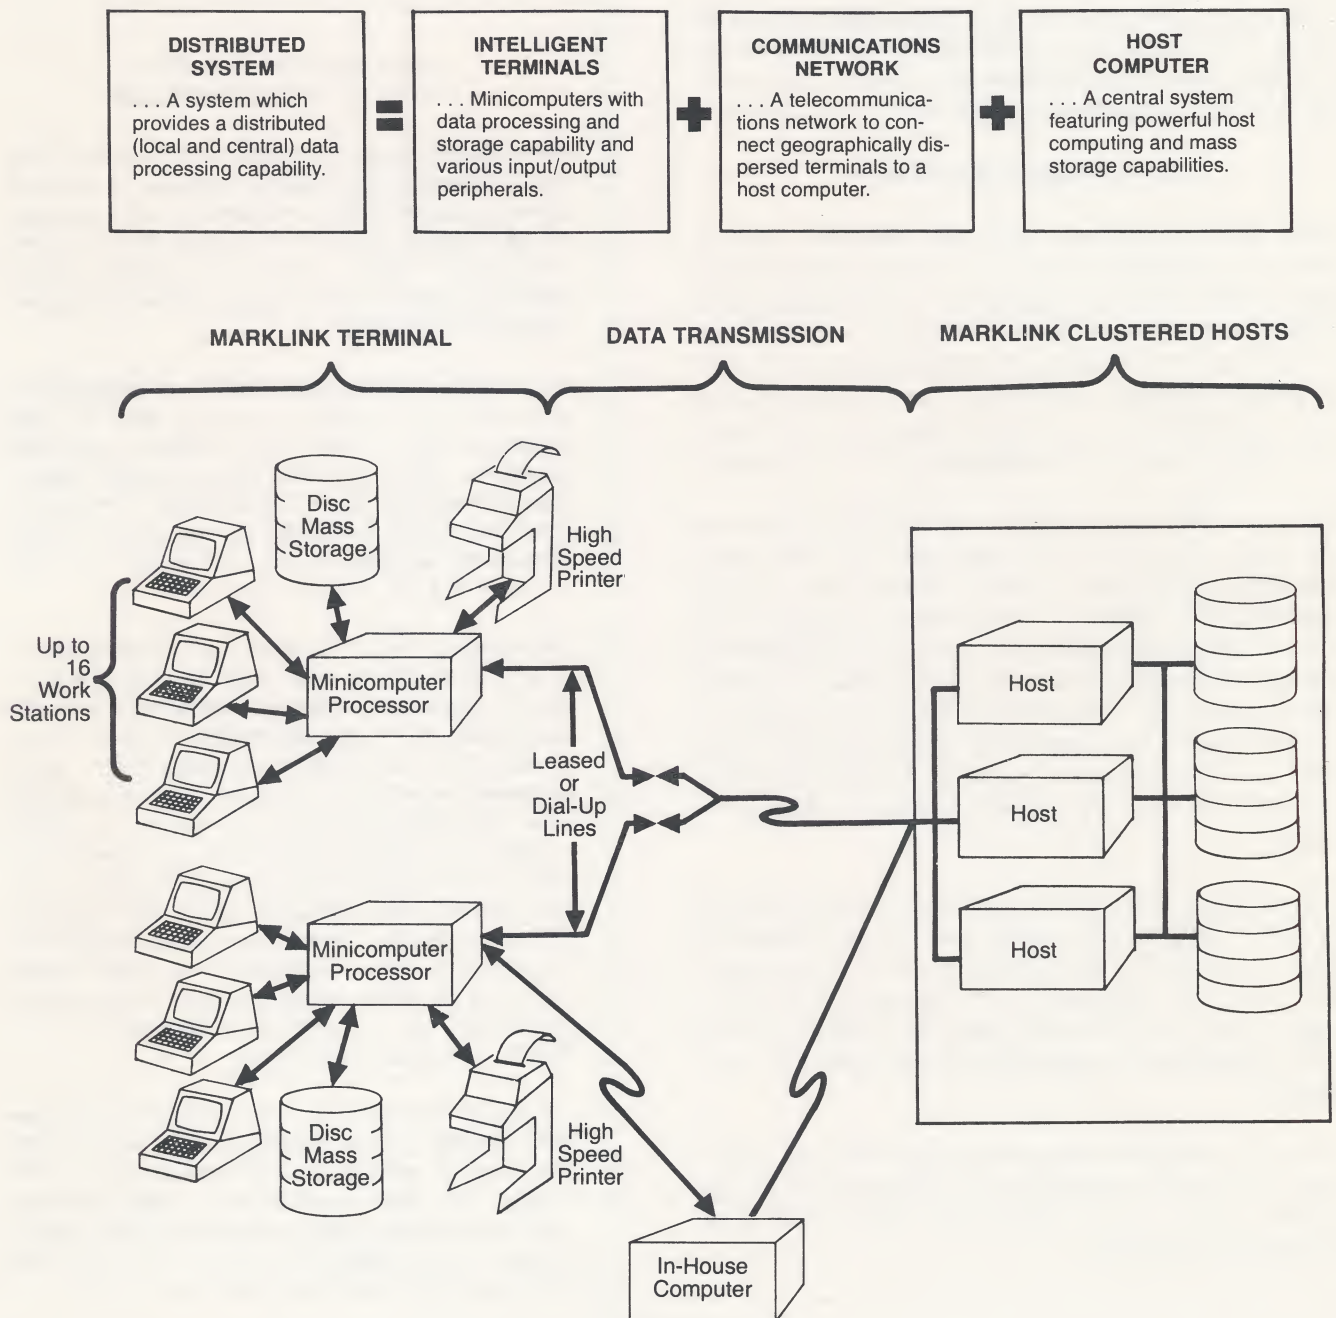 DISTRIBUTED
SYSTEM
. . . A system which
provides a distributed
(local and central) data
processing capability.
=
INTELLIGENT
TERMINALS
. . . Minicomputers with
data processing and
storage capability and
various input/output
peripherals.
+
COMMUNICATIONS
NETWORK
. . . A telecommunica-
tions network to con-
nect geographically dis-
persed terminals to a
host computer.
+
HOST
COMPUTER
. . . A central system
featuring powerful host
computing and mass
storage capabilities.
MARKLINK TERMINAL
DATA TRANSMISSION
MARKLINK CLUSTERED HOSTS
Disc
Mass
Storage
High
Speed
Printer
Up to
16
Work
Stations
Minicomputer
Processor
Leased
or
Dial-Up
Lines
Host
Host
Host
Minicomputer
Processor
Disc
Mass
Storage
High
Speed
Printer
In-House
Computer